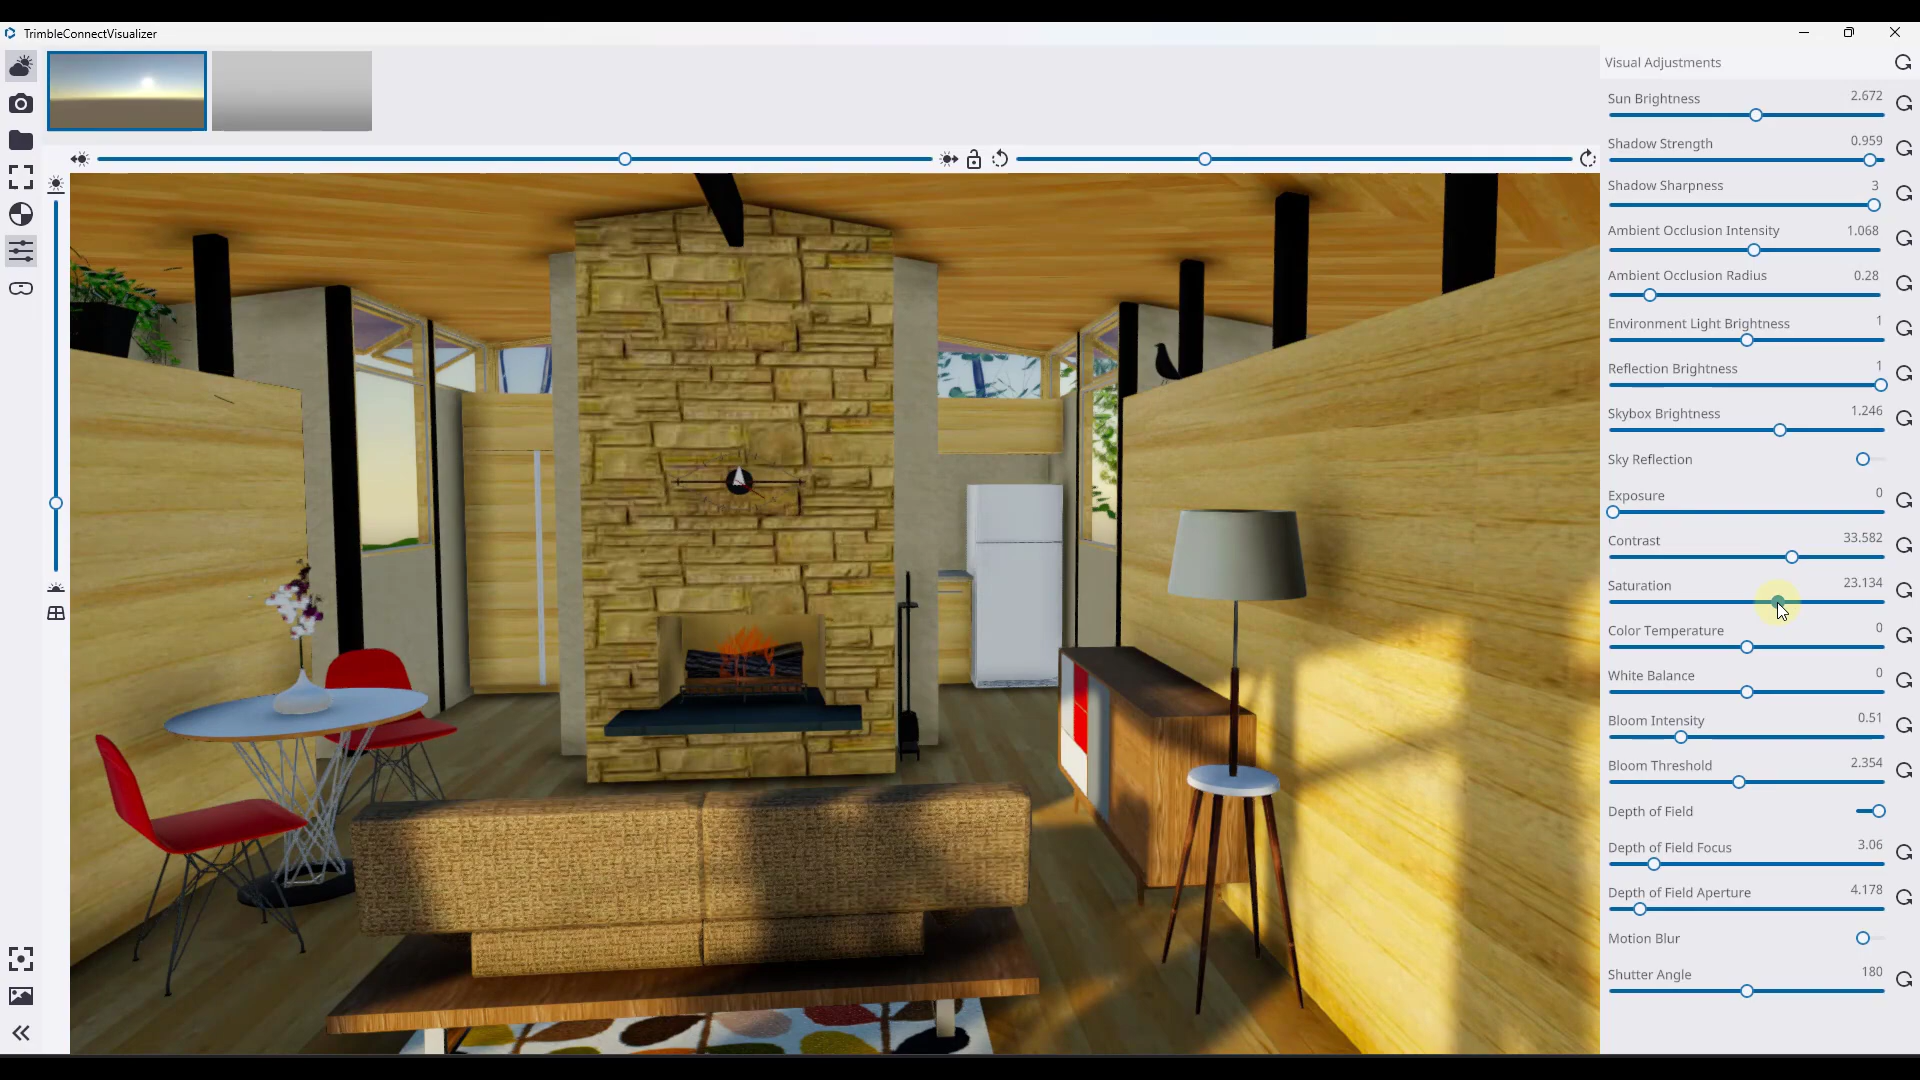 TrimbleConnectVisualizer
Visual Adjustments
Sun Brightness 2.672
Shadow Strength 0.959
Shadow Sharpness 3
Ambient Occlusion Intensity 1.068
Ambient Occlusion Radius 0.28
Environment Light Brightness 1
Reflection Brightness 1
Skybox Brightness 1.246
Sky Reflection
Exposure 0
Contrast 33.582
Saturation 23.134
Color Temperature 0
White Balance 0
Bloom Intensity 0.51
Bloom Threshold 2.354
Depth of Field
Depth of Field Focus 3.06
Depth of Field Aperture 4.178
Motion Blur
Shutter Angle 180